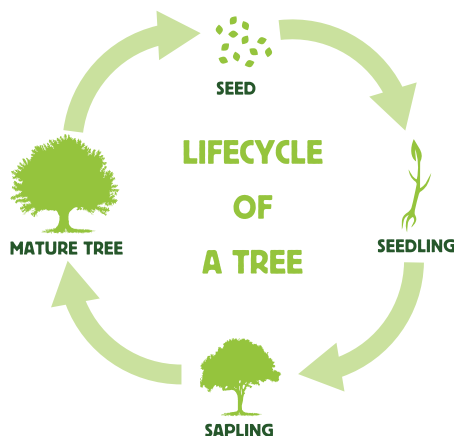 SEED
LIFECYCLE
OF
A TREE
SEEDLING
MATURE TREE
SAPLING